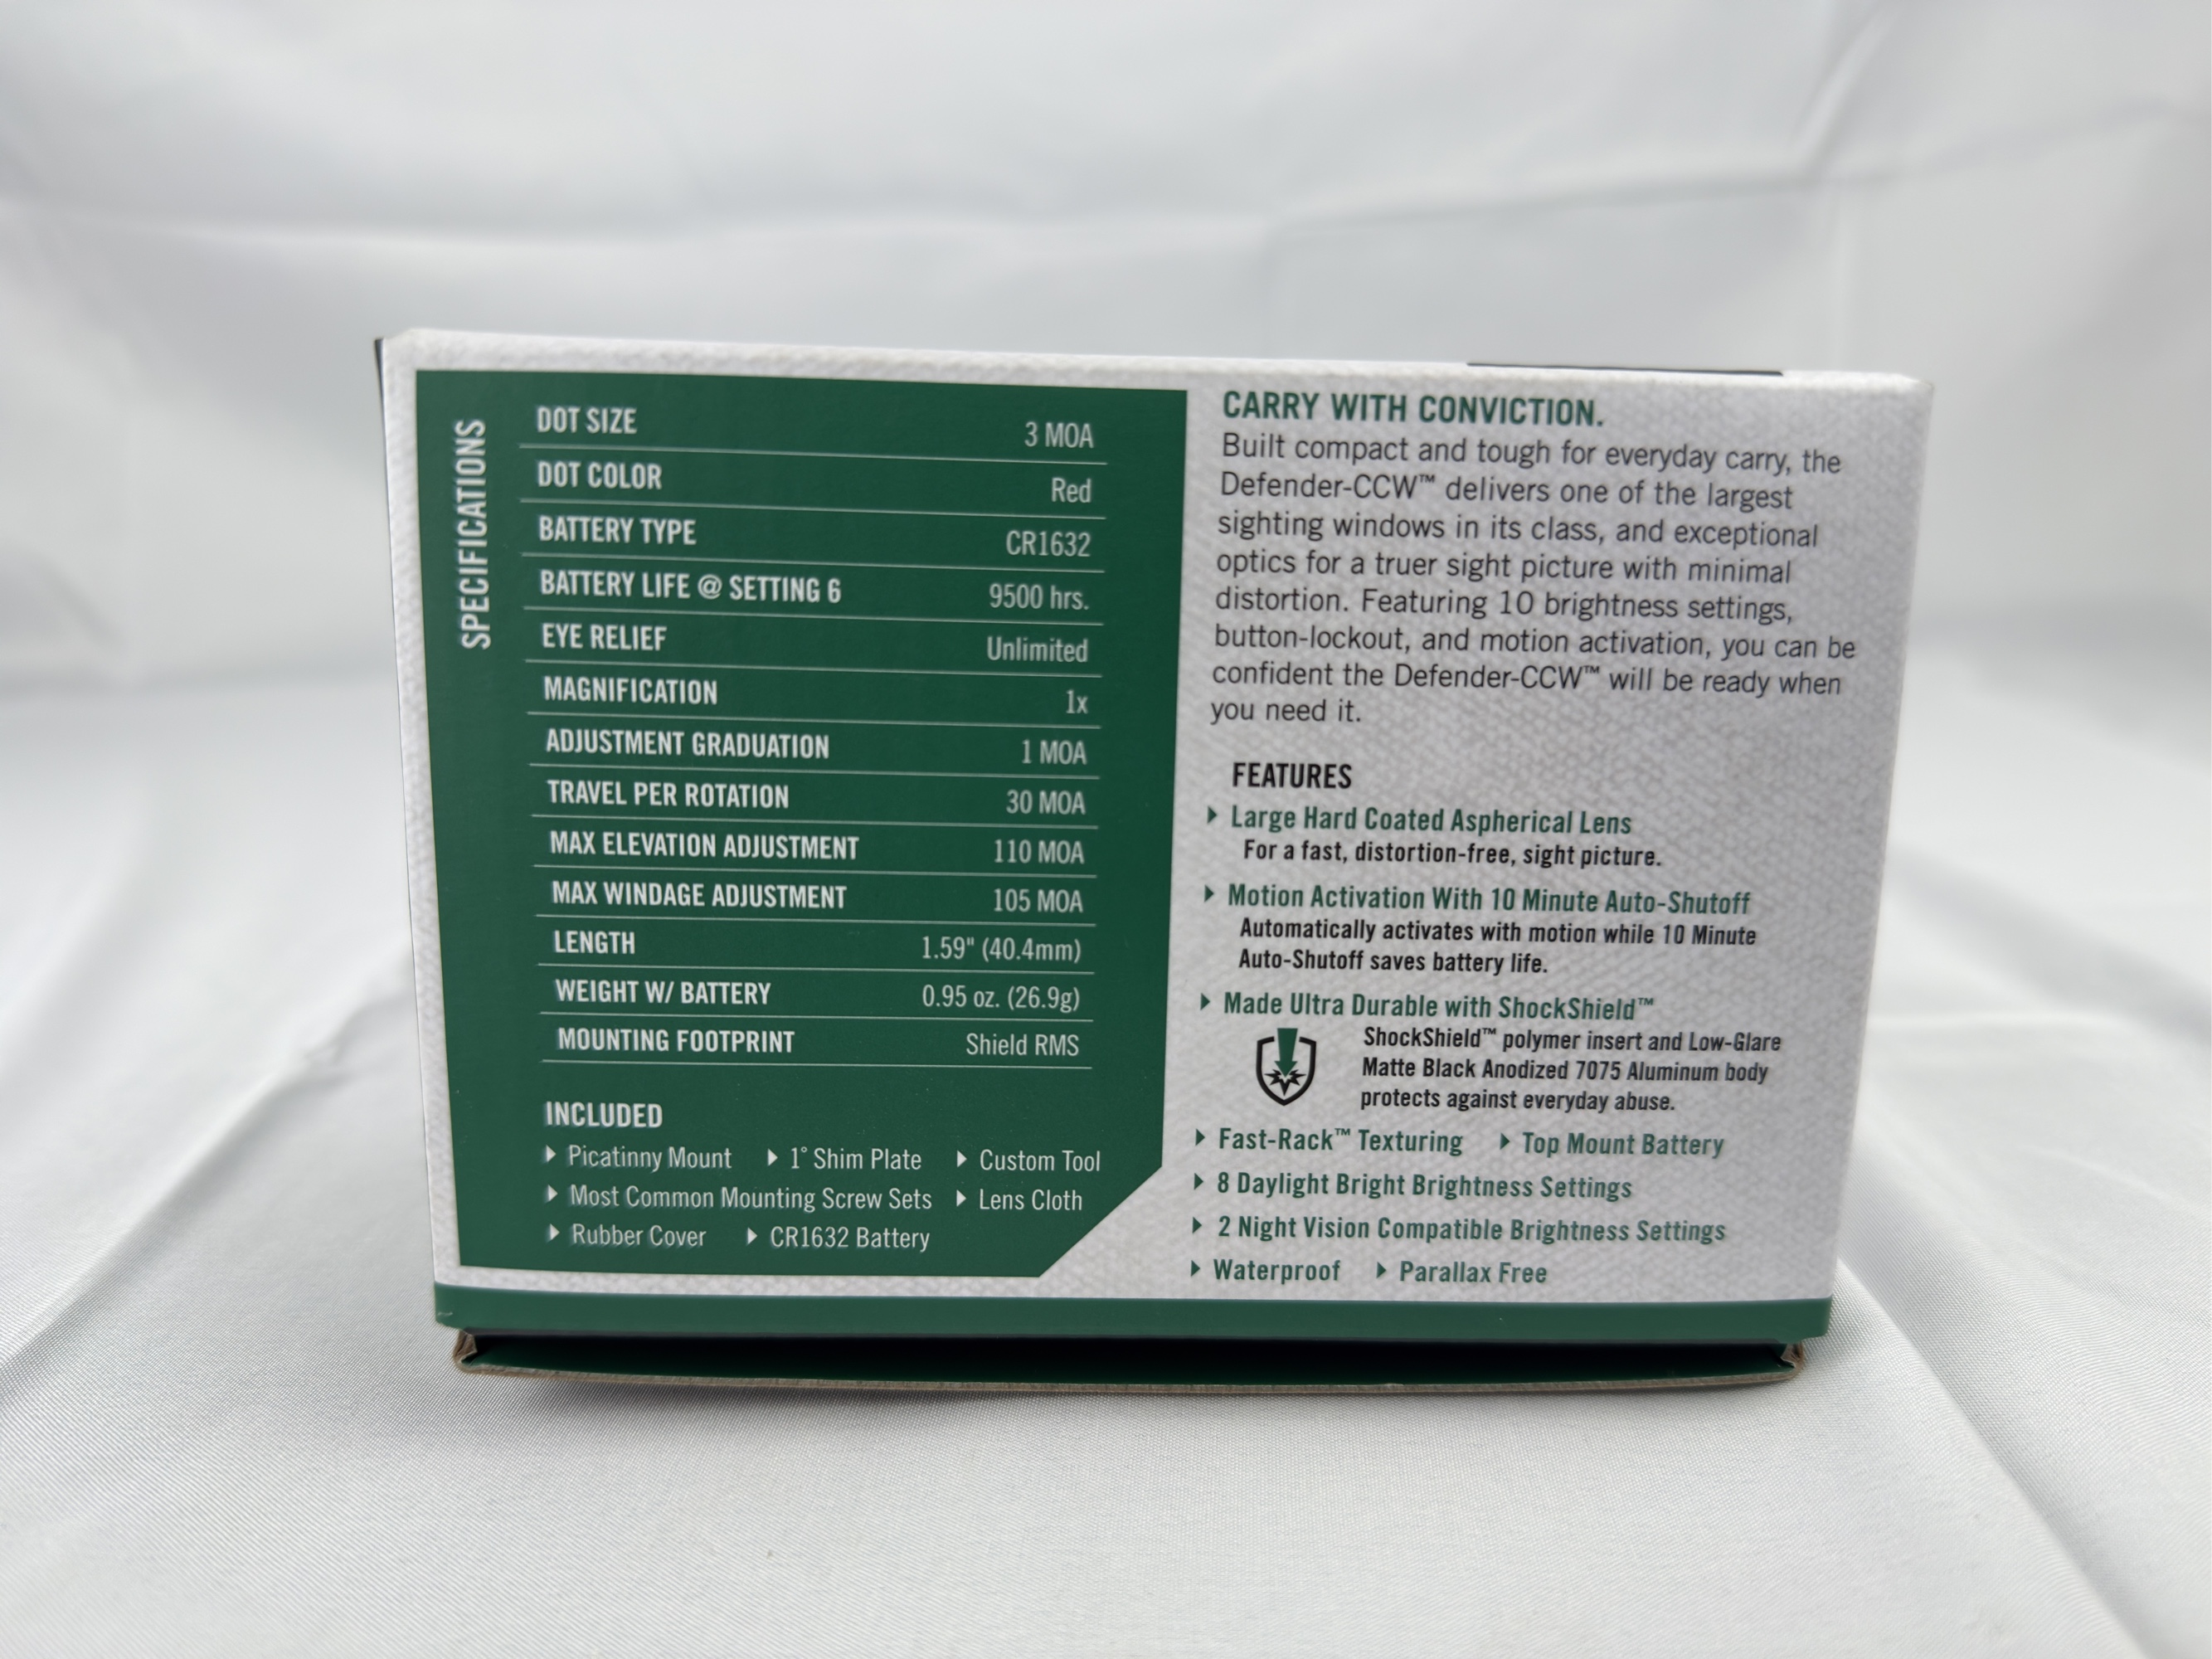 SPECIFICATIONS
DOT SIZE 3 MOA
DOT COLOR Red
BATTERY TYPE CR1632
BATTERY LIFE @ SETTING 6 9500 hrs.
EYE RELIEF Unlimited
MAGNIFICATION 1x
ADJUSTMENT GRADUATION 1 MOA
TRAVEL PER ROTATION 30 MOA
MAX ELEVATION ADJUSTMENT 110 MOA
MAX WINDAGE ADJUSTMENT 105 MOA
LENGTH 1.59" (40.4mm)
WEIGHT W/ BATTERY 0.95 oz. (26.9g)
MOUNTING FOOTPRINT Shield RMS
INCLUDED
Picatinny Mount 1° Shim Plate Custom Tool
Most Common Mounting Screw Sets Lens Cloth
Rubber Cover CR1632 Battery
CARRY WITH CONVICTION.
Built compact and tough for everyday carry, the
Defender-CCW™ delivers one of the largest
sighting windows in its class, and exceptional
optics for a truer sight picture with minimal
distortion. Featuring 10 brightness settings,
button-lockout, and motion activation, you can be
confident the Defender-CCW™ will be ready when
you need it.
FEATURES
Large Hard Coated Aspherical Lens
For a fast, distortion-free, sight picture.
Motion Activation With 10 Minute Auto-Shutoff
Automatically activates with motion while 10 Minute
Auto-Shutoff saves battery life.
Made Ultra Durable with ShockShield™
ShockShield™ polymer insert and Low-Glare
Matte Black Anodized 7075 Aluminum body
protects against everyday abuse.
Fast-Rack™ Texturing Top Mount Battery
8 Daylight Bright Brightness Settings
2 Night Vision Compatible Brightness Settings
Waterproof Parallax Free